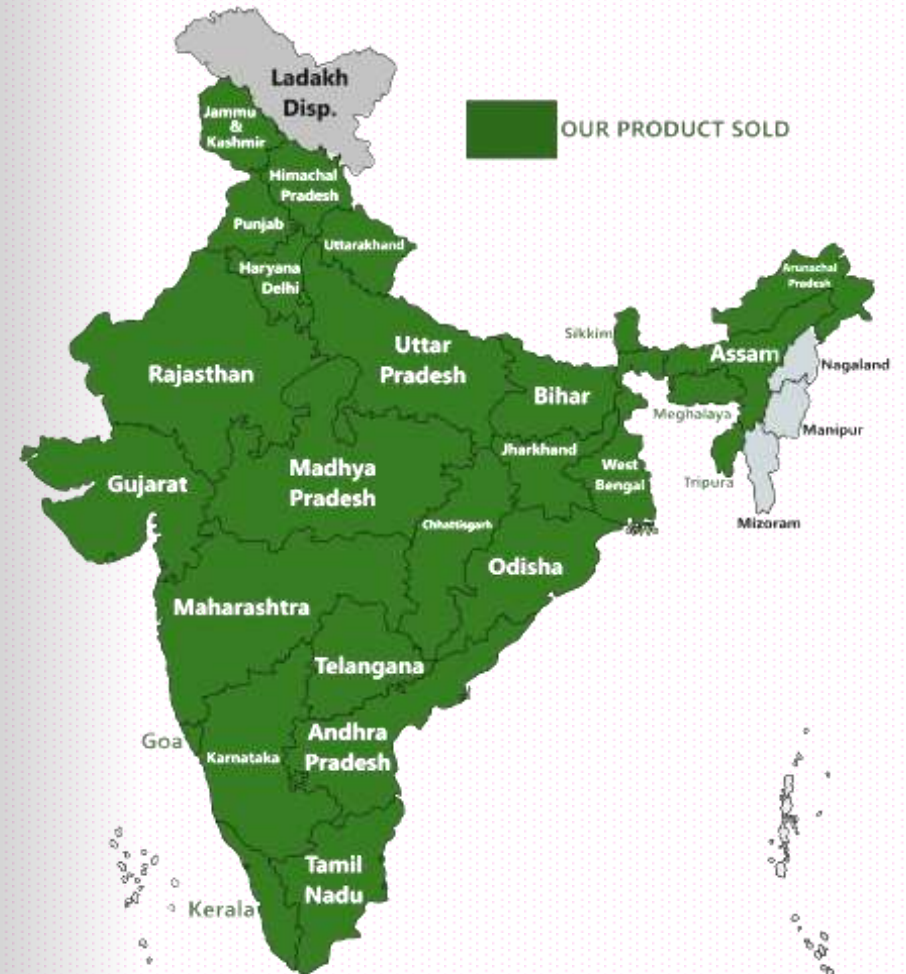 Ladakh
Disp.
Jammu
&
Kashmir
OUR PRODUCT SOLD
Himachal
Pradesh
Punjab
Uttarakhand
Haryana
Delhi
Arunachal
Pradesh
Sikkim
Uttar
Pradesh
Assam
Nagaland
Rajasthan
Bihar
Meghalaya
Manipur
Jharkhand
Madhya
Pradesh
West
Bengal
Gujarat
Tripura
Chhattisgarh
Mizoram
Odisha
Maharashtra
Telangana
Goa
Andhra
Pradesh
Karnataka
Tamil
Nadu
Kerala